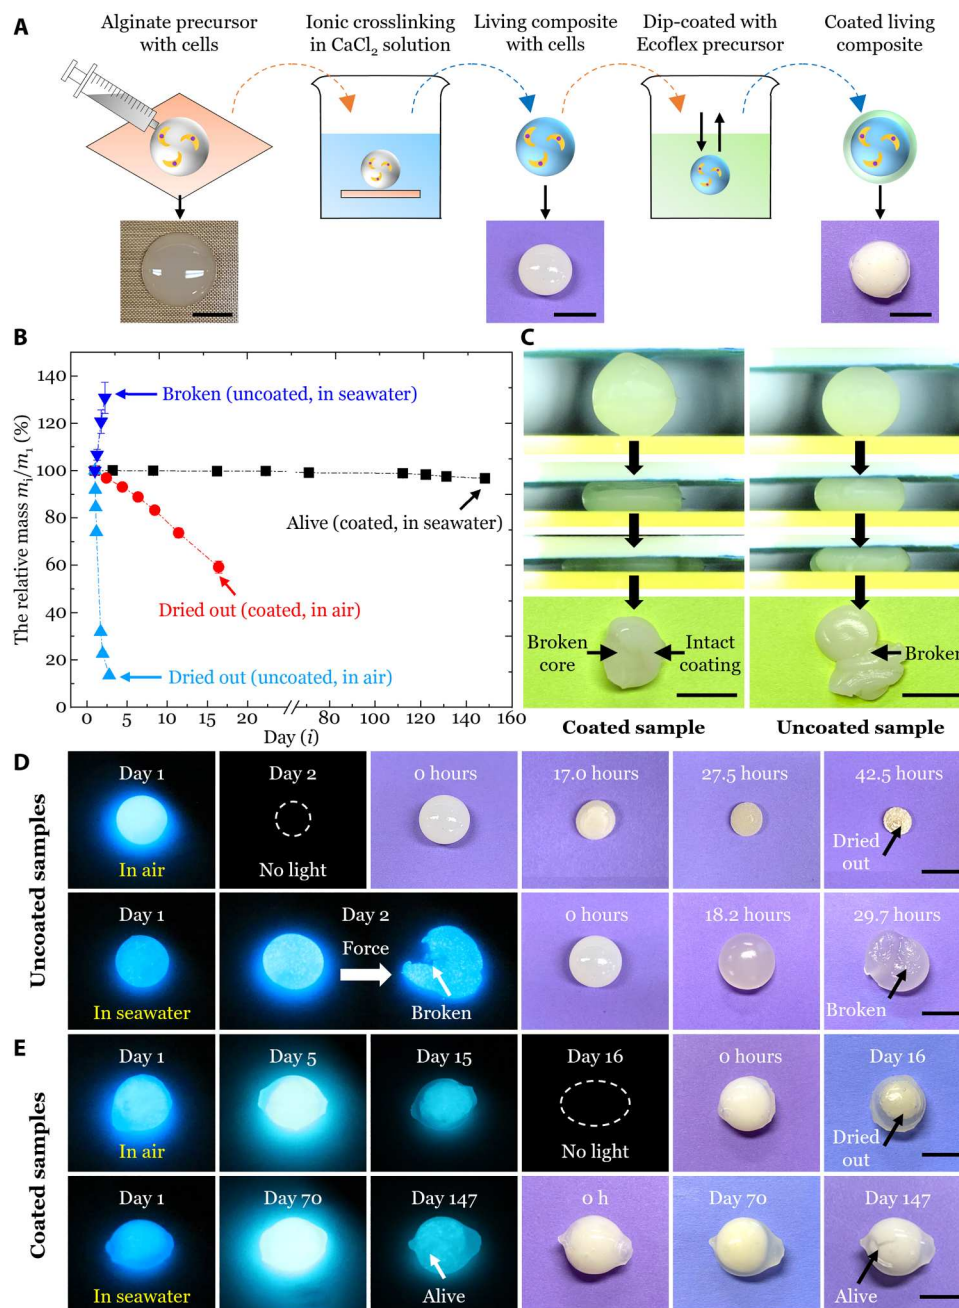 A
Alginate precursor
with cells
Ionic crosslinking
in CaCl₂ solution
Living composite
with cells
Dip-coated with
Ecoflex precursor
Coated living
composite
B
The relative mass mᵢ/m₁ (%)
140
120
100
80
60
40
20
0
Broken (uncoated, in seawater)
Alive (coated, in seawater)
Dried out (coated, in air)
Dried out (uncoated, in air)
0 5 10 15 20 80 100 120 140 160
Day (i)
C
Broken
core
Intact
coating
Broken
Coated sample
Uncoated sample
D
Uncoated samples
Day 1
In air
Day 2
No light
0 hours
17.0 hours
27.5 hours
42.5 hours
Dried
out
Day 1
In seawater
Day 2
Force
Broken
0 hours
18.2 hours
29.7 hours
Broken
E
Coated samples
Day 1
In air
Day 5
Day 15
Day 16
No light
0 hours
Day 16
Dried
out
Day 1
In seawater
Day 70
Day 147
Alive
0 h
Day 70
Day 147
Alive